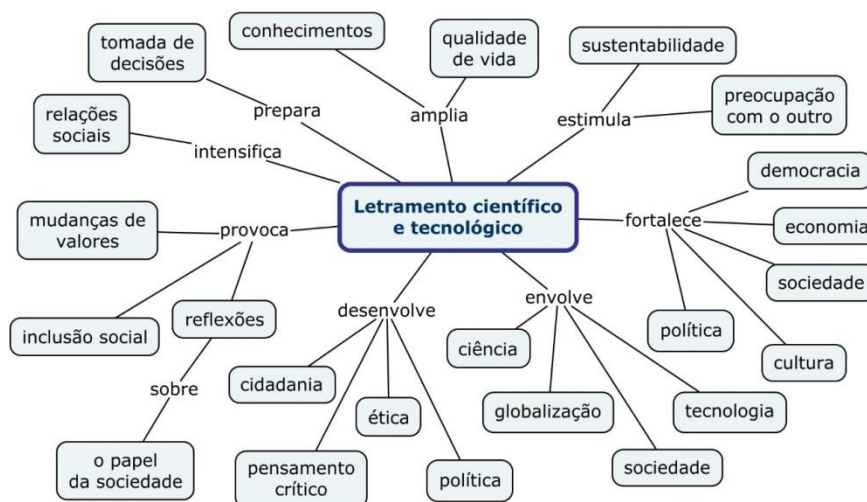 conhecimentos
qualidade
de vida
sustentabilidade
tomada de
decisões
preocupação
com o outro
relações
sociais
prepara
amplia
estimula
intensifica
democracia
Letramento científico
e tecnológico
mudanças de
valores
provoca
fortalece
economia
sociedade
inclusão social
reflexões
desenvolve
envolve
política
ciência
cultura
sobre
cidadania
ética
globalização
tecnologia
o papel
da sociedade
pensamento
crítico
política
sociedade